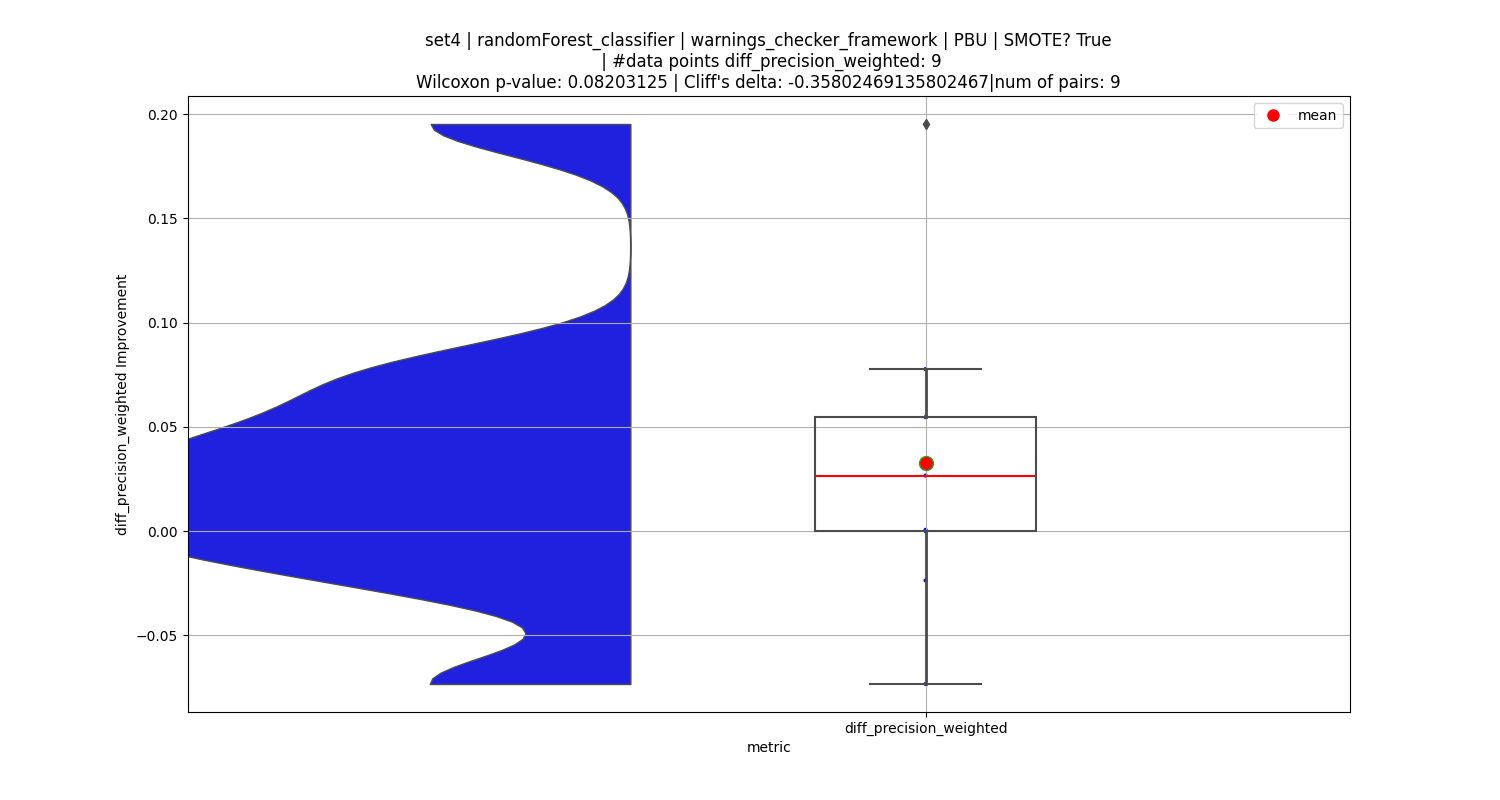 set4 | randomForest_classifier | warnings_checker_framework | PBU | SMOTE? True
| #data points diff_precision_weighted: 9
Wilcoxon p-value: 0.08203125 | Cliff's delta: -0.35802469135802467|num of pairs: 9
mean
0.20
0.15
0.10
0.05
0.00
−0.05
diff_precision_weighted Improvement
diff_precision_weighted
metric